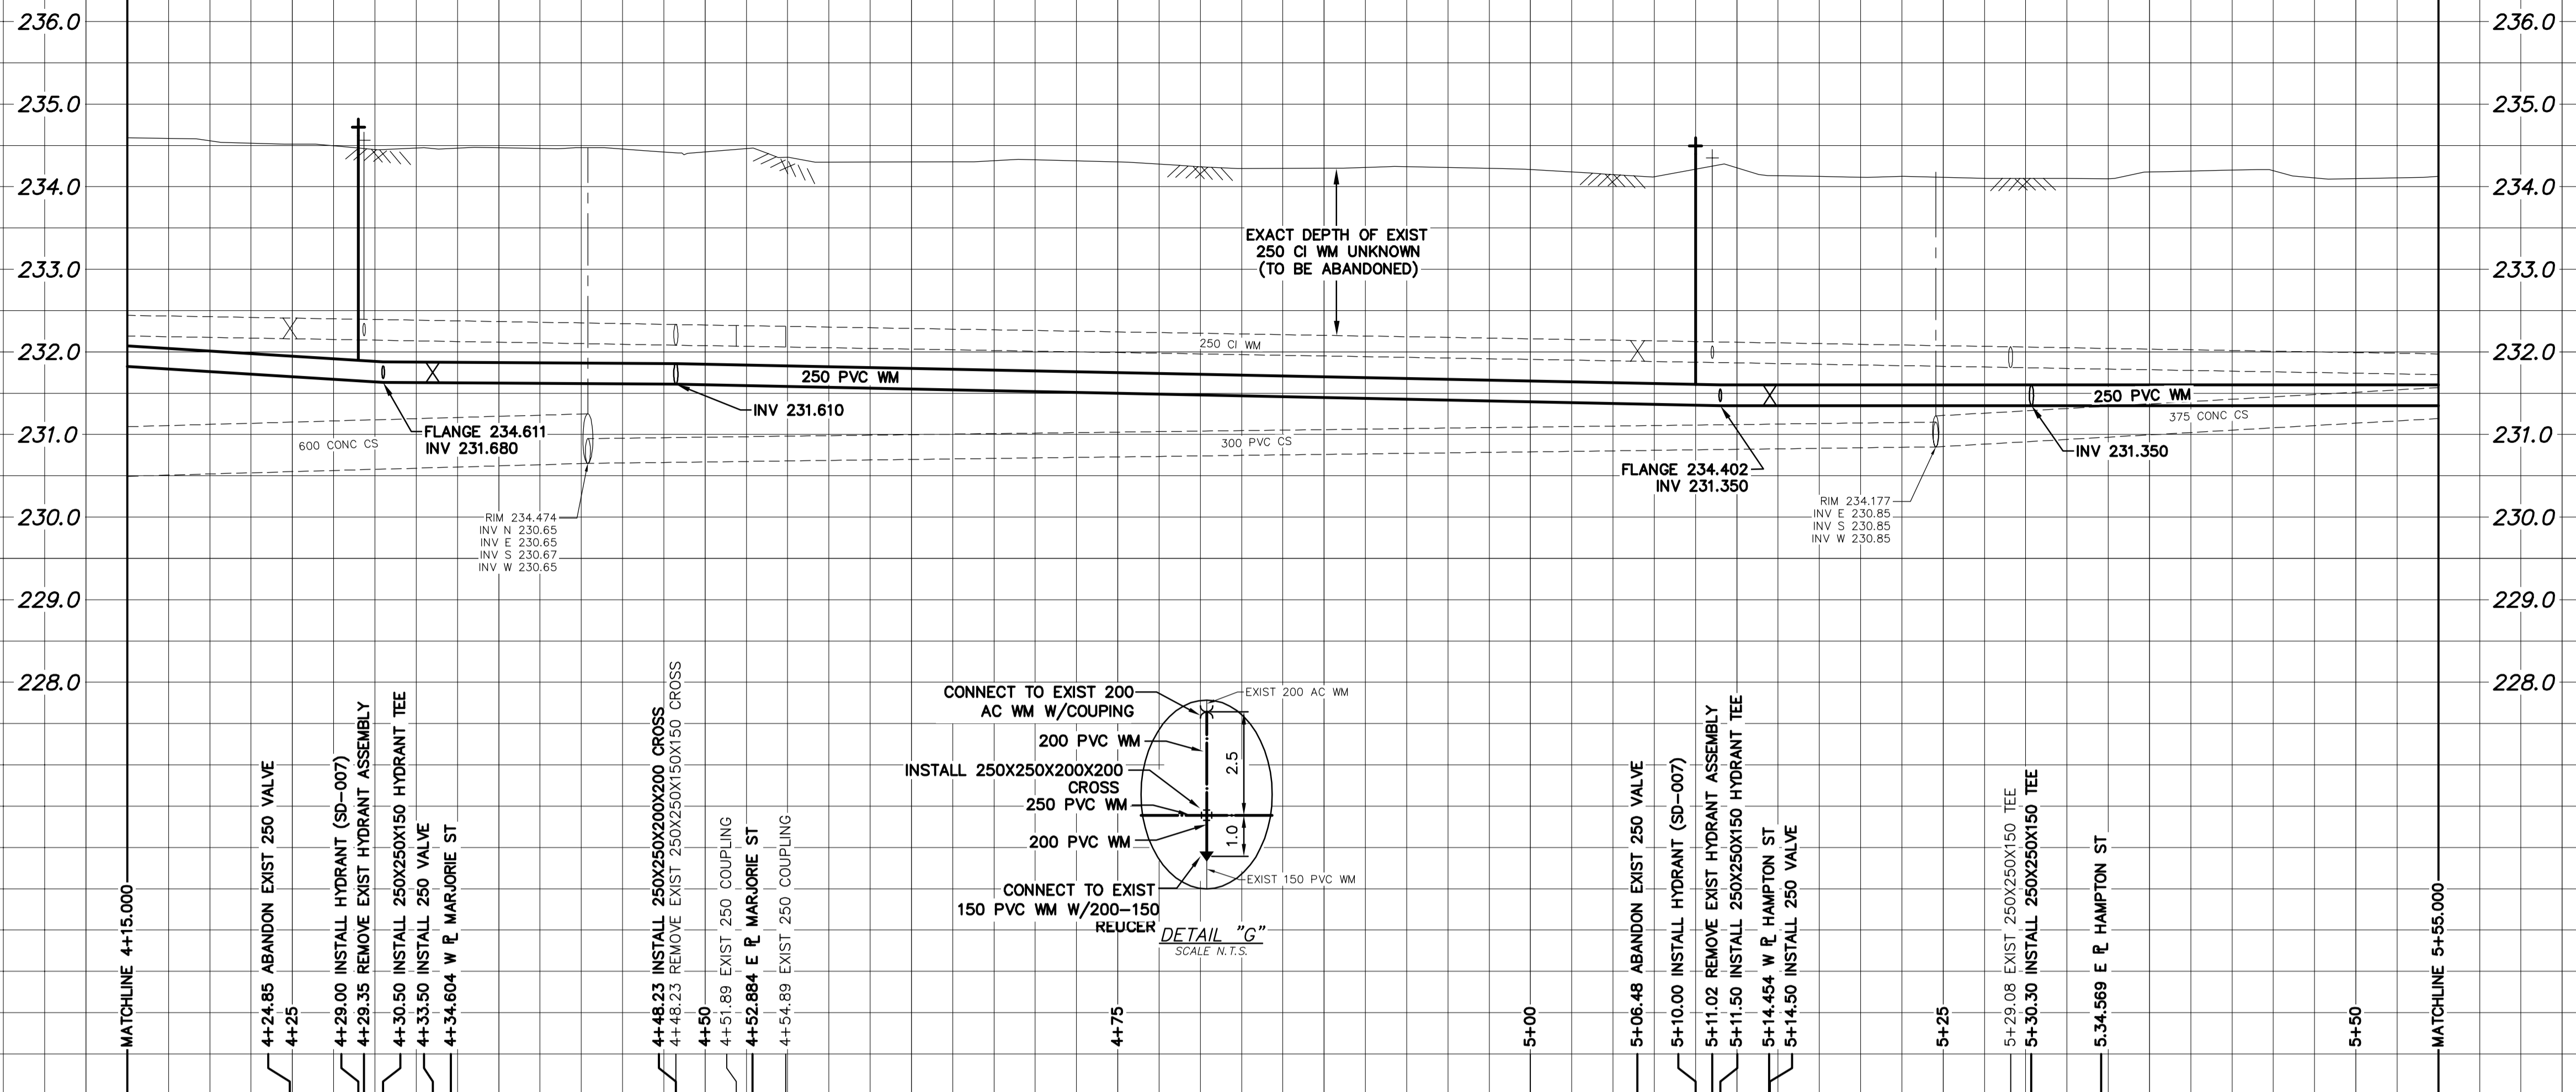 236.0
236.0
235.0
235.0
234.0
234.0
EXACT DEPTH OF EXIST
250 CI WM UNKNOWN
(TO BE ABANDONED)
233.0
233.0
232.0
232.0
250 CI WM
250 PVC WM
250 PVC WM
INV 231.610
FLANGE 234.611
INV 231.680
231.0
231.0
600 CONC CS
300 PVC CS
375 CONC CS
INV 231.350
FLANGE 234.402
INV 231.350
RIM 234.474
INV N 230.65
INV E 230.65
INV S 230.67
INV W 230.65
RIM 234.177
INV E 230.85
INV S 230.85
INV W 230.85
230.0
230.0
229.0
229.0
228.0
228.0
CONNECT TO EXIST 200
AC WM W/COUPING
EXIST 200 AC WM
200 PVC WM
2.5
INSTALL 250X250X200X200
CROSS
250 PVC WM
1.0
200 PVC WM
EXIST 150 PVC WM
CONNECT TO EXIST
150 PVC WM W/200-150
REUCER
DETAIL "G"
SCALE N.T.S.
MATCHLINE 4+15.000
4+24.85 ABANDON EXIST 250 VALVE
4+25
4+29.00 INSTALL HYDRANT (SD-007)
4+29.35 REMOVE EXIST HYDRANT ASSEMBLY
4+30.50 INSTALL 250X250X150 HYDRANT TEE
4+33.50 INSTALL 250 VALVE
4+34.604 W PL MARJORIE ST
4+48.23 INSTALL 250X250X200X200 CROSS
4+48.23 REMOVE EXIST 250X250X150X150 CROSS
4+50
4+51.89 EXIST 250 COUPLING
4+52.884 E PL MARJORIE ST
4+54.89 EXIST 250 COUPLING
4+75
5+00
5+06.48 ABANDON EXIST 250 VALVE
5+10.00 INSTALL HYDRANT (SD-007)
5+11.02 REMOVE EXIST HYDRANT ASSEMBLY
5+11.50 INSTALL 250X250X150 HYDRANT TEE
5+14.454 W PL HAMPTON ST
5+14.50 INSTALL 250 VALVE
5+25
5+29.08 EXIST 250X250X150 TEE
5+30.30 INSTALL 250X250X150 TEE
5.34.569 E PL HAMPTON ST
5+50
MATCHLINE 5+55.000